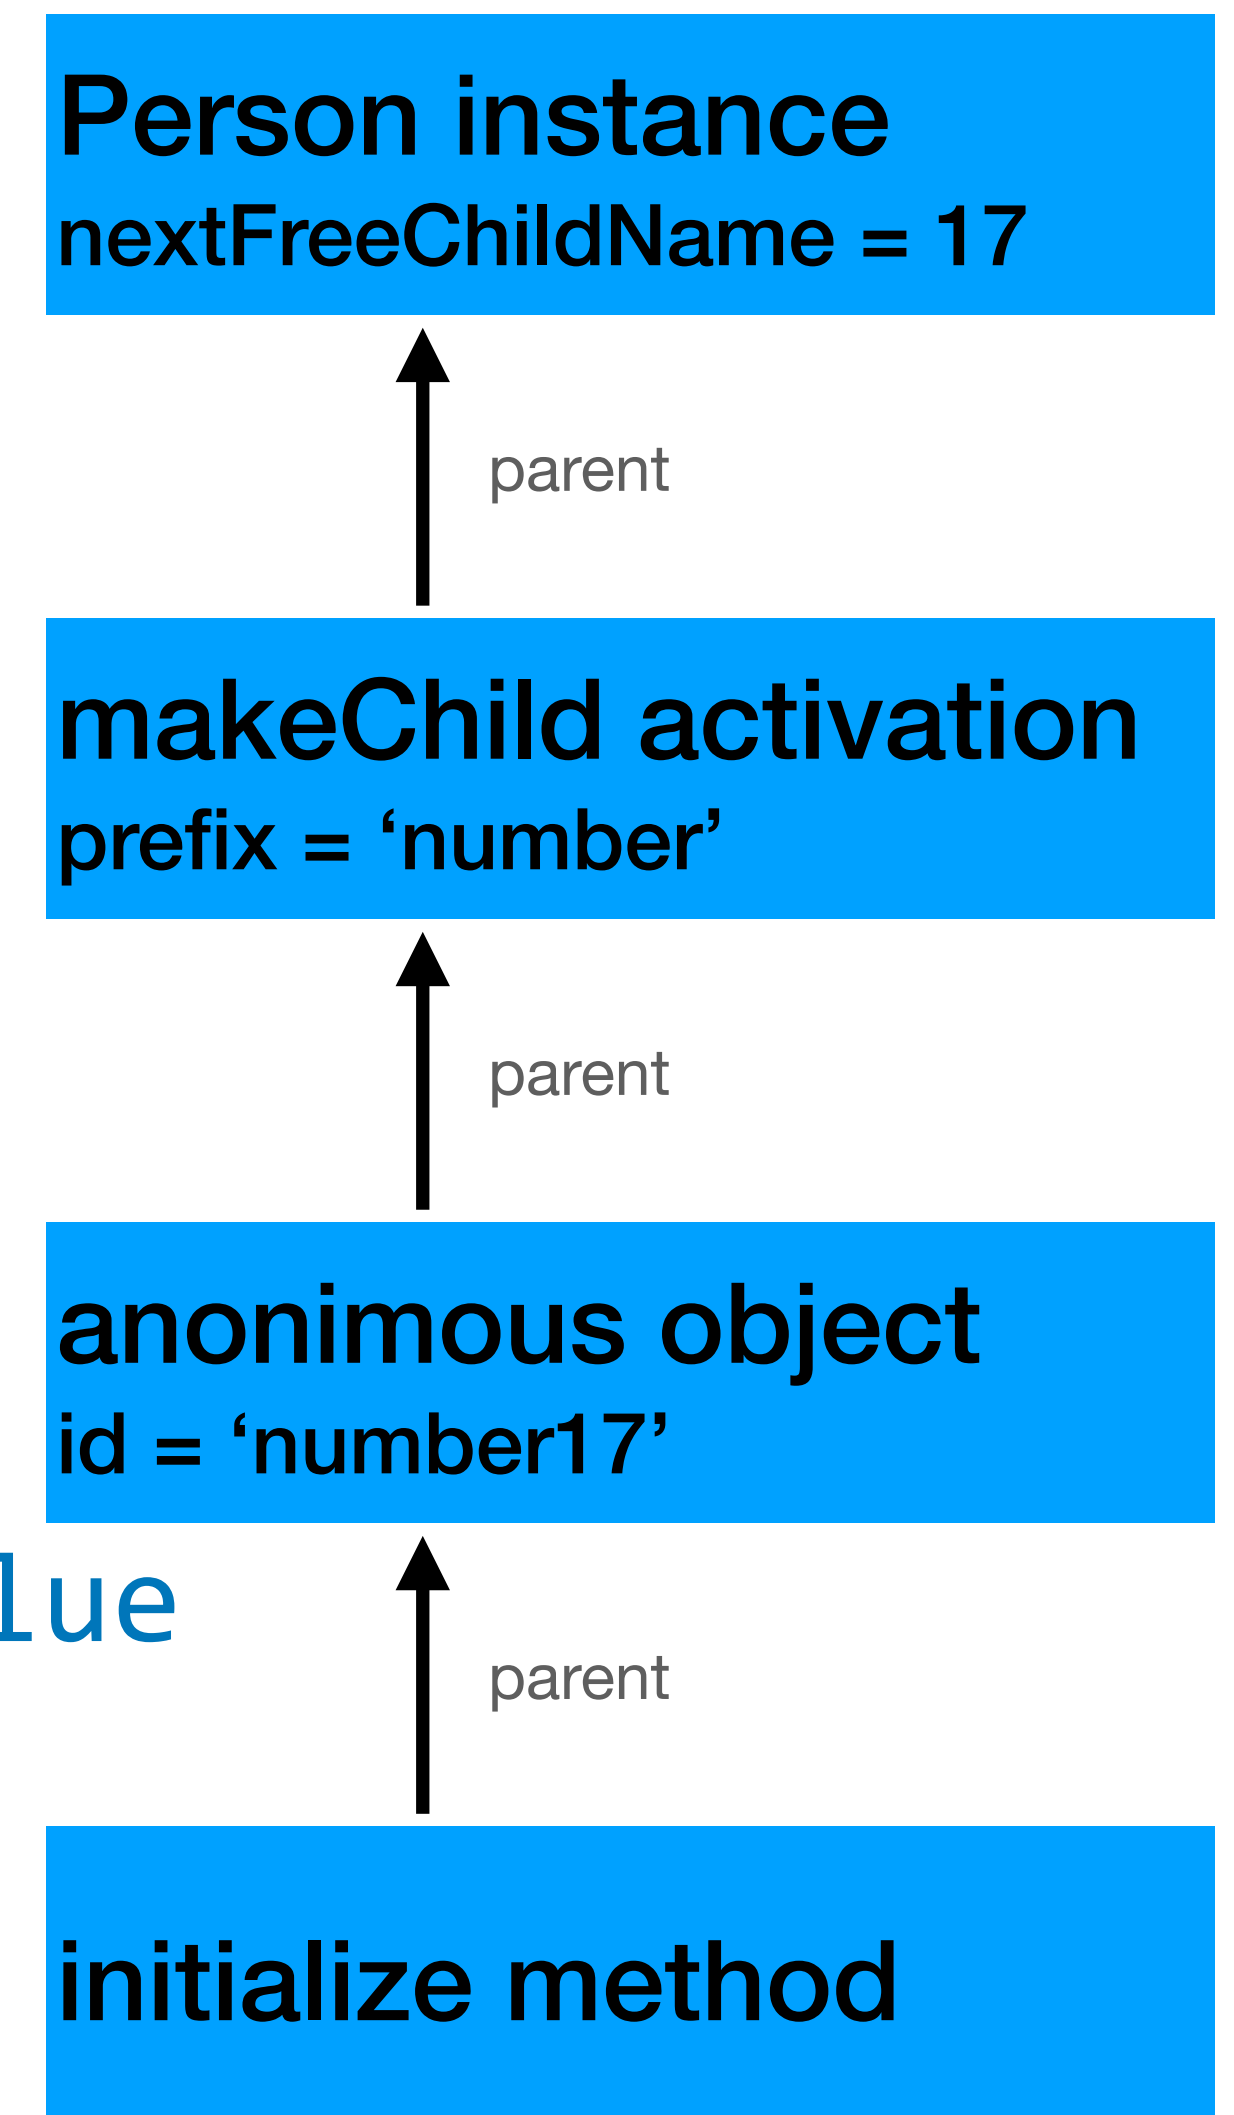 Person instance
nextFreeChildName = 17
parent
makeChild activation
prefix = ‘number’
parent
anonimous object
id = ‘number17’
lue
parent
initialize method